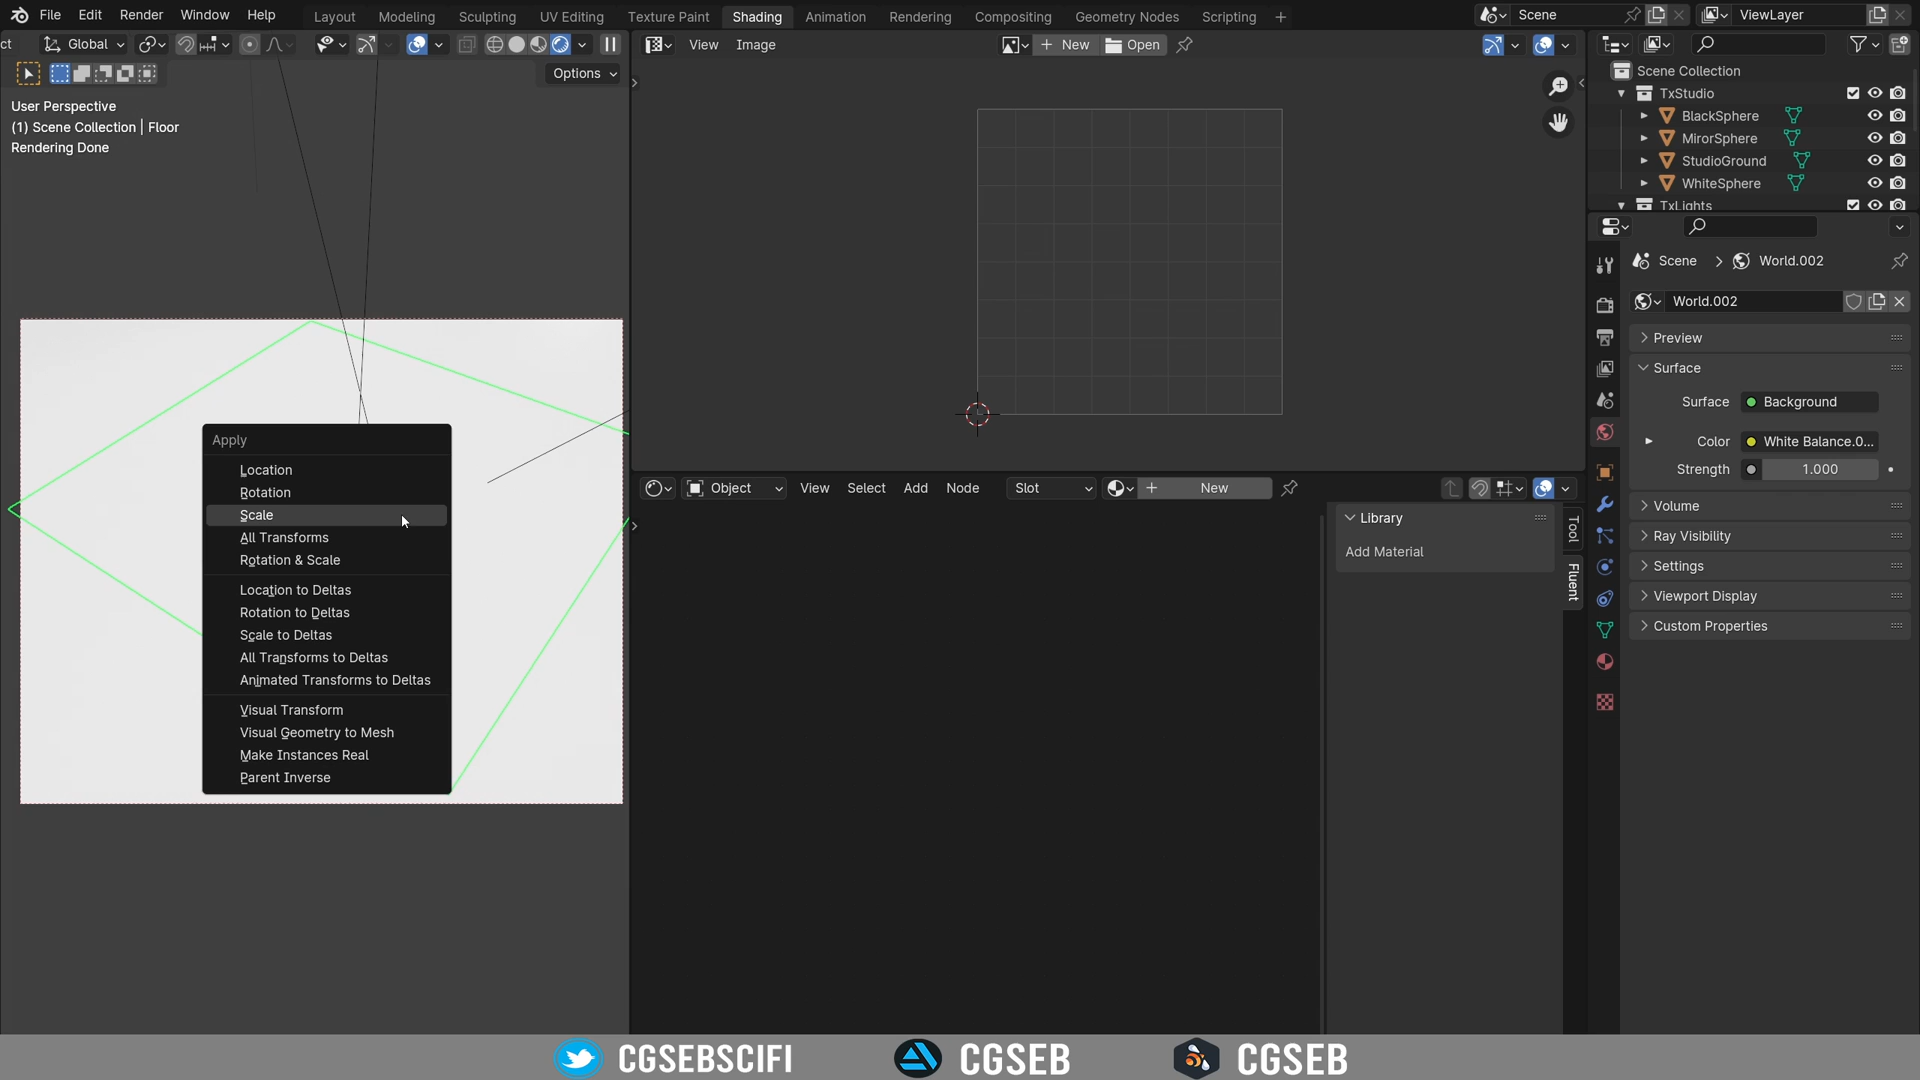 File Edit Render Window Help
Layout Modeling Sculpting UV Editing Texture Paint Shading Animation Rendering Compositing Geometry Nodes Scripting +
Scene
ViewLayer
ct
Global
Options
User Perspective
(1) Scene Collection | Floor
Rendering Done
Apply
Location
Rotation
Scale
All Transforms
Rotation & Scale
Location to Deltas
Rotation to Deltas
Scale to Deltas
All Transforms to Deltas
Animated Transforms to Deltas
Visual Transform
Visual Geometry to Mesh
Make Instances Real
Parent Inverse
View Image
+ New
Open
Object
View Select Add Node
Slot
+ New
Library
Add Material
Tool
Fluent
Scene Collection
TxStudio
BlackSphere
MirorSphere
StudioGround
WhiteSphere
TxLights
Scene > World.002
World.002
Preview
Surface
Surface Background
Color White Balance.0...
Strength 1.000
Volume
Ray Visibility
Settings
Viewport Display
Custom Properties
CGSEBSCIFI
CGSEB
CGSEB